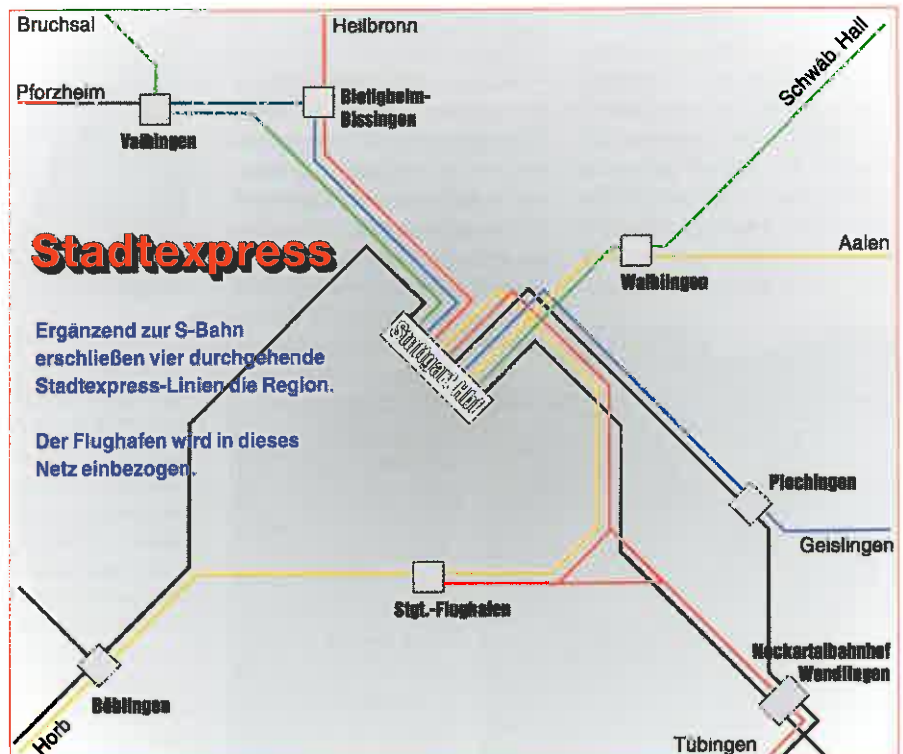 Bruchsal
Heilbronn
Schwäb Hall
Pforzheim
Bietigheim-
Bissingen
Vaihingen
Stadtexpress
Aalen
Waiblingen
Ergänzend zur S-Bahn
erschließen vier durchgehende
Stadtexpress-Linien die Region.
Stuttgart Hbf
Der Flughafen wird in dieses
Netz einbezogen.
Plochingen
Geislingen
Stgt.-Flughafen
Neckartalbahnhof
Wendlingen
Böblingen
Horb
Tübingen